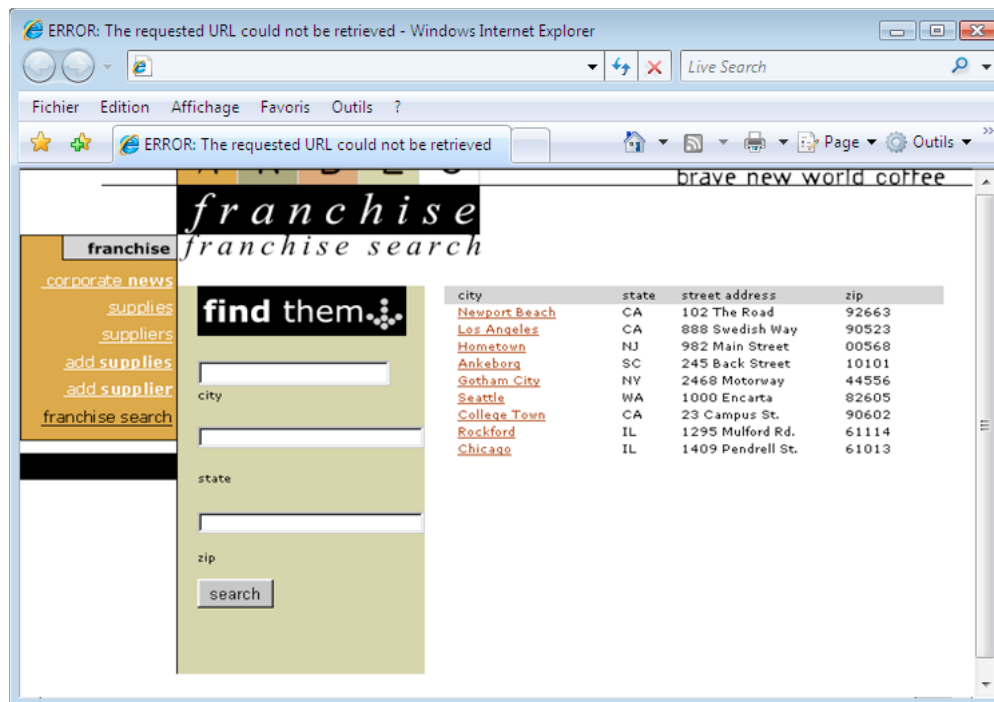 ERROR: The requested URL could not be retrieved - Windows Internet Explorer
Live Search
Fichier Edition Affichage Favoris Outils ?
ERROR: The requested URL could not be retrieved
Page Outils
brave new world coffee
franchise
franchise search
franchise
corporate news
supplies
suppliers
add supplies
add supplier
franchise search
find them
city
state
zip
search
city state street address zip
Newport Beach CA 102 The Road 92663
Los Angeles CA 888 Swedish Way 90523
Hometown NJ 982 Main Street 00568
Ankeborg SC 245 Back Street 10101
Gotham City NY 2468 Motorway 44556
Seattle WA 1000 Encarta 82605
College Town CA 23 Campus St. 90602
Rockford IL 1295 Mulford Rd. 61114
Chicago IL 1409 Pendrell St. 61013